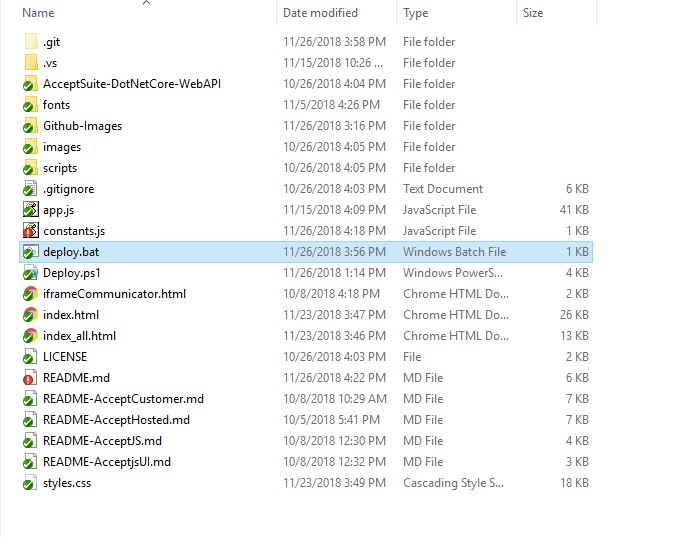 Name Date modified Type Size
.git 11/26/2018 3:58 PM File folder
.vs 11/15/2018 10:26 ... File folder
AcceptSuite-DotNetCore-WebAPI 10/26/2018 4:04 PM File folder
fonts 11/5/2018 4:26 PM File folder
Github-Images 11/26/2018 3:16 PM File folder
images 10/26/2018 4:05 PM File folder
scripts 10/26/2018 4:05 PM File folder
.gitignore 10/26/2018 4:03 PM Text Document 6 KB
app.js 11/15/2018 4:09 PM JavaScript File 41 KB
constants.js 11/26/2018 4:18 PM JavaScript File 1 KB
deploy.bat 11/26/2018 3:56 PM Windows Batch File 1 KB
Deploy.ps1 11/26/2018 1:14 PM Windows PowerS... 4 KB
iframeCommunicator.html 10/8/2018 4:18 PM Chrome HTML Do... 2 KB
index.html 11/23/2018 3:47 PM Chrome HTML Do... 26 KB
index_all.html 11/23/2018 3:46 PM Chrome HTML Do... 13 KB
LICENSE 10/26/2018 4:03 PM File 2 KB
README.md 11/26/2018 4:22 PM MD File 6 KB
README-AcceptCustomer.md 10/8/2018 10:29 AM MD File 7 KB
README-AcceptHosted.md 10/5/2018 5:41 PM MD File 7 KB
README-AcceptJS.md 10/8/2018 12:30 PM MD File 4 KB
README-AcceptjsUI.md 10/8/2018 12:32 PM MD File 3 KB
styles.css 11/23/2018 3:49 PM Cascading Style S... 18 KB